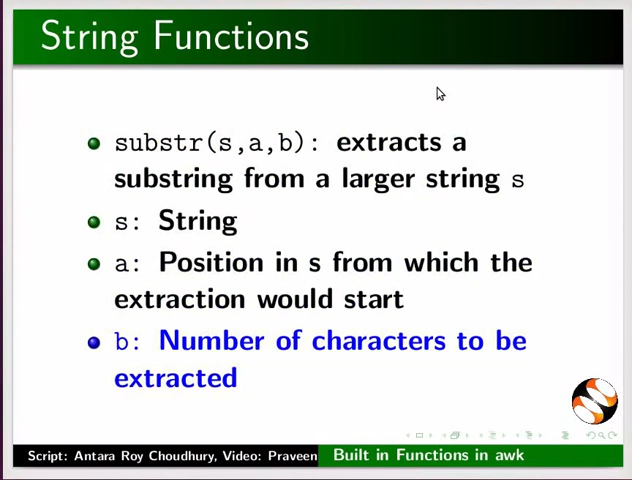 String Functions
substr(s,a,b): extracts a
substring from a larger string s
s: String
a: Position in s from which the
extraction would start
b: Number of characters to be
extracted
Script: Antara Roy Choudhury, Video: Praveen Built in Functions in awk